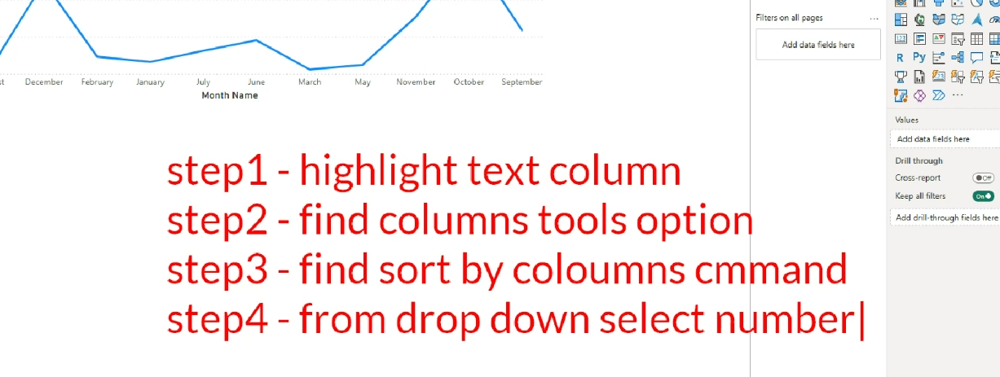 Filters on all pages ...
Add data fields here
st December February January July June March May November October September
Month Name
R Py
...
Values
Add data fields here
Drill through
Cross-report Off
Keep all filters On
Add drill-through fields here
step1 - highlight text column
step2 - find columns tools option
step3 - find sort by coloumns cmmand
step4 - from drop down select number|